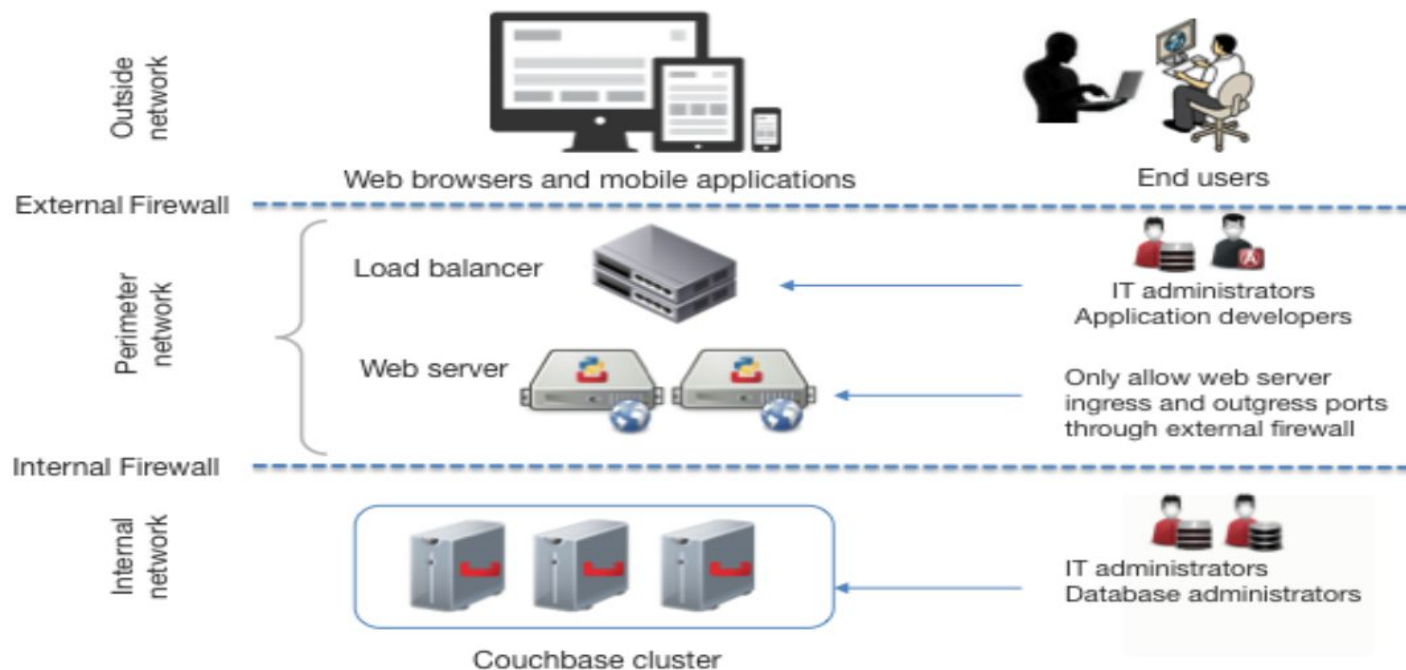 Outside
network
Web browsers and mobile applications
End users
External Firewall
Perimeter
network
Load balancer
IT administrators
Application developers
Web server
Only allow web server
ingress and outgress ports
through external firewall
Internal Firewall
Internal
network
IT administrators
Database administrators
Couchbase cluster
A